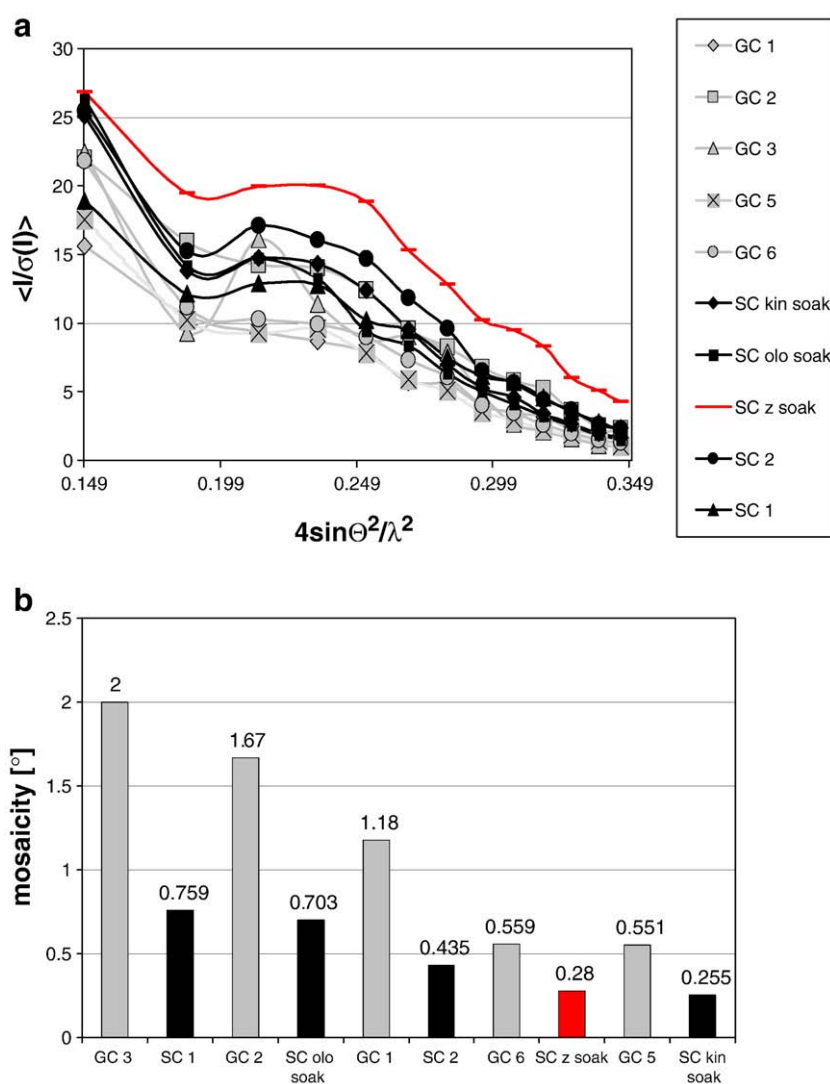 a
30
25
20
15
10
5
0
<I/σ(I)>
0.149 0.199 0.249 0.299 0.349
4sinΘ²/λ²
GC 1
GC 2
GC 3
GC 5
GC 6
SC kin soak
SC olo soak
SC z soak
SC 2
SC 1
b
2.5
2
1.5
1
0.5
0
mosaicity [°]
2
0.759
1.67
0.703
1.18
0.435
0.559
0.28
0.551
0.255
GC 3 SC 1 GC 2 SC olo soak GC 1 SC 2 GC 6 SC z soak GC 5 SC kin soak